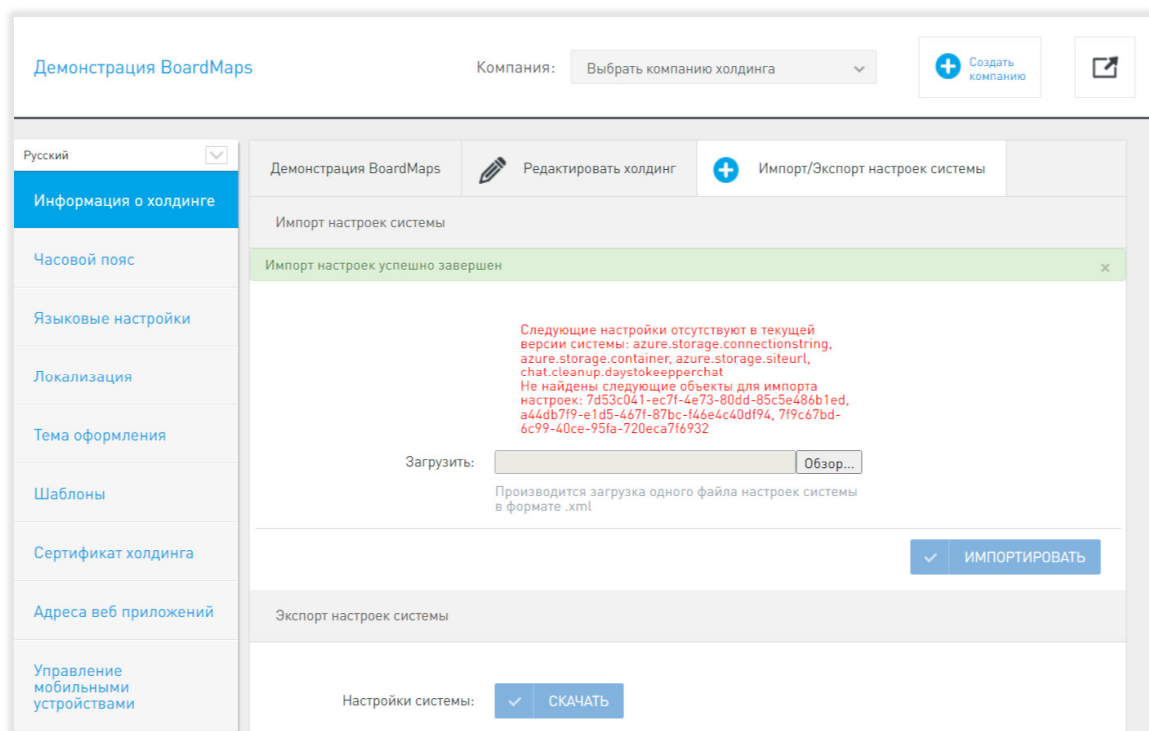 Демонстрация BoardMaps
Компания:
Выбрать компанию холдинга
Создать
компанию
Русский
Информация о холдинге
Часовой пояс
Языковые настройки
Локализация
Тема оформления
Шаблоны
Сертификат холдинга
Адреса веб приложений
Управление
мобильными
устройствами
Демонстрация BoardMaps
Редактировать холдинг
Импорт/Экспорт настроек системы
Импорт настроек системы
Импорт настроек успешно завершен
×
Следующие настройки отсутствуют в текущей
версии системы: azure.storage.connectionstring,
azure.storage.container, azure.storage.siteurl,
chat.cleanup.daystokeepperchat
Не найдены следующие объекты для импорта
настроек: 7d53c041-ec7f-4e73-80dd-85c5e486b1ed,
a44db7f9-e1d5-467f-87bc-f46e4c40df94, 7f9c67bd-
6c99-40ce-95fa-720eca7f6932
Загрузить:
Обзор...
Производится загрузка одного файла настроек системы
в формате .xml
ИМПОРТИРОВАТЬ
Экспорт настроек системы
Настройки системы:
СКАЧАТЬ